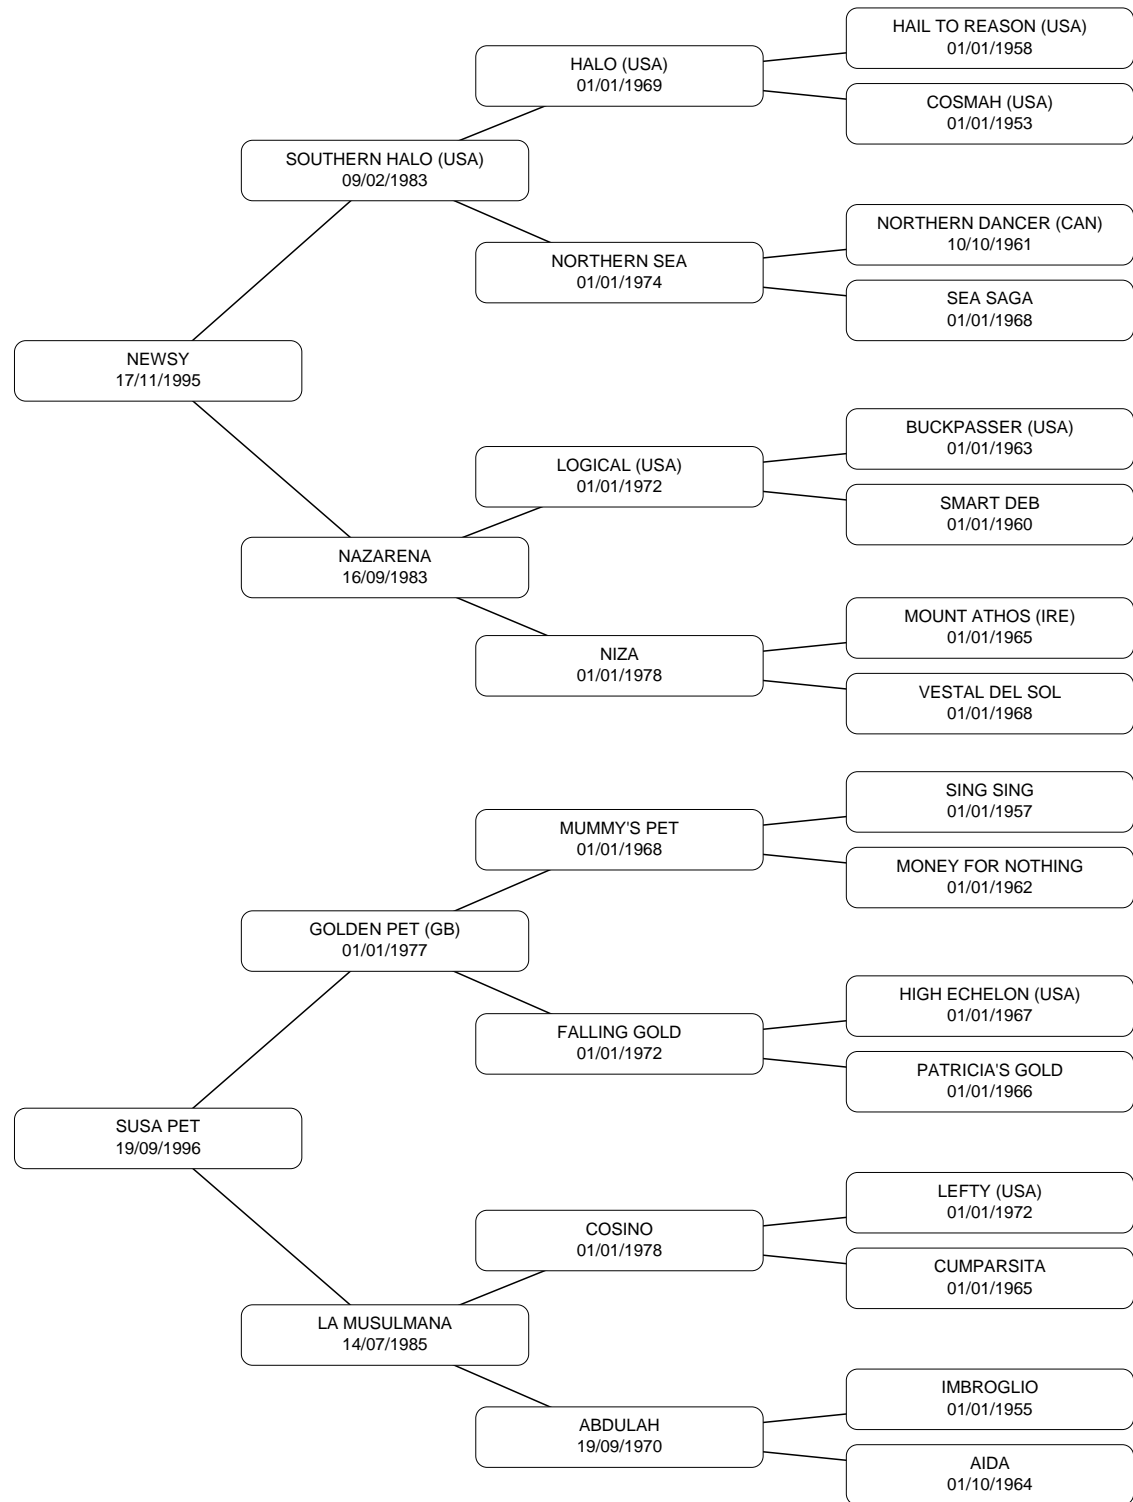 HAIL TO REASON (USA)
01/01/1958
HALO (USA)
01/01/1969
COSMAH (USA)
01/01/1953
SOUTHERN HALO (USA)
09/02/1983
NORTHERN DANCER (CAN)
10/10/1961
NORTHERN SEA
01/01/1974
SEA SAGA
01/01/1968
NEWSY
17/11/1995
BUCKPASSER (USA)
01/01/1963
LOGICAL (USA)
01/01/1972
SMART DEB
01/01/1960
NAZARENA
16/09/1983
MOUNT ATHOS (IRE)
01/01/1965
NIZA
01/01/1978
VESTAL DEL SOL
01/01/1968
SING SING
01/01/1957
MUMMY'S PET
01/01/1968
MONEY FOR NOTHING
01/01/1962
GOLDEN PET (GB)
01/01/1977
HIGH ECHELON (USA)
01/01/1967
FALLING GOLD
01/01/1972
PATRICIA'S GOLD
01/01/1966
SUSA PET
19/09/1996
LEFTY (USA)
01/01/1972
COSINO
01/01/1978
CUMPARSITA
01/01/1965
LA MUSULMANA
14/07/1985
IMBROGLIO
01/01/1955
ABDULAH
19/09/1970
AIDA
01/10/1964